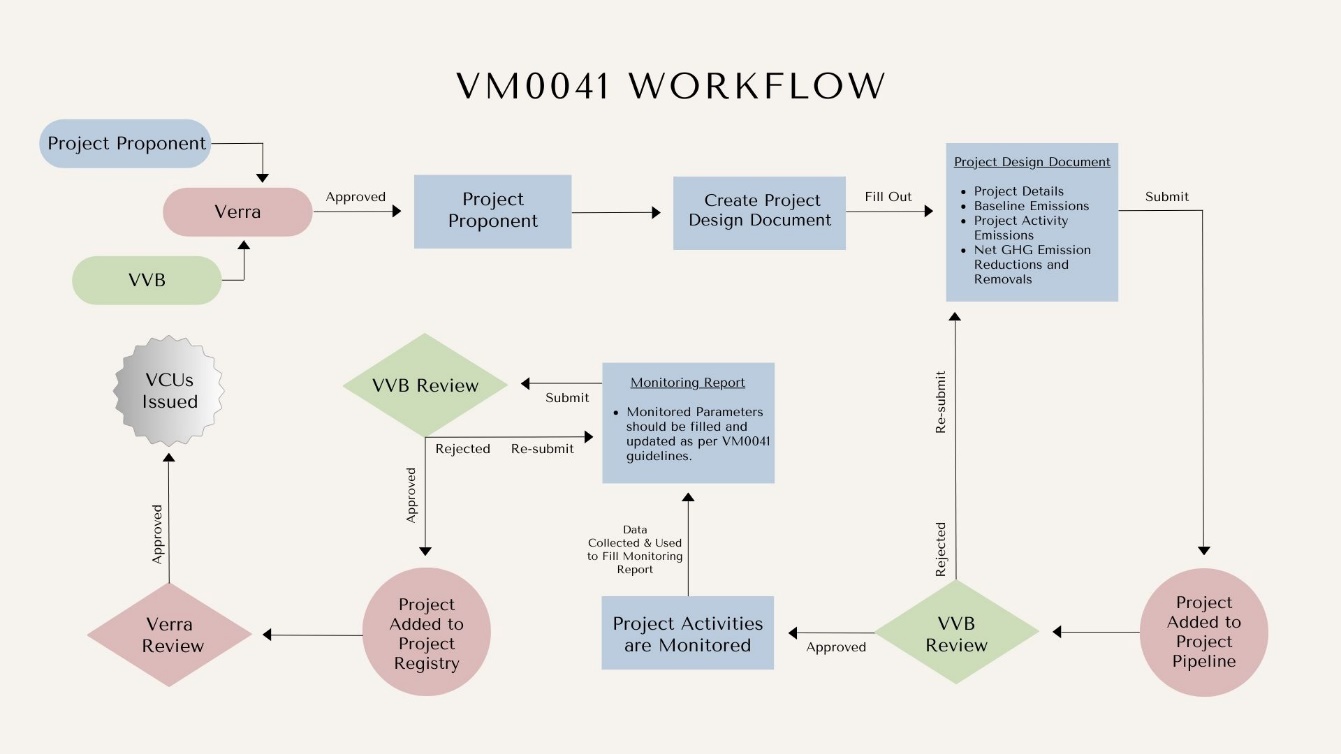 VM0041 WORKFLOW
Project Proponent
Verra
VVB
Approved
Project
Proponent
Create Project
Design Document
Fill Out
Project Design Document
• Project Details
• Baseline Emissions
• Project Activity
Emissions
• Net GHG Emission
Reductions and
Removals
Submit
Project
Added to
Project
Pipeline
VVB
Review
Rejected
Re-submit
Approved
Project Activities
are Monitored
Data
Collected & Used
to Fill Monitoring
Report
Monitoring Report
• Monitored Parameters
should be filled and
updated as per VM0041
guidelines.
Submit
VVB Review
Rejected
Re-submit
Approved
Project
Added to
Project
Registry
Verra
Review
Approved
VCUs
Issued